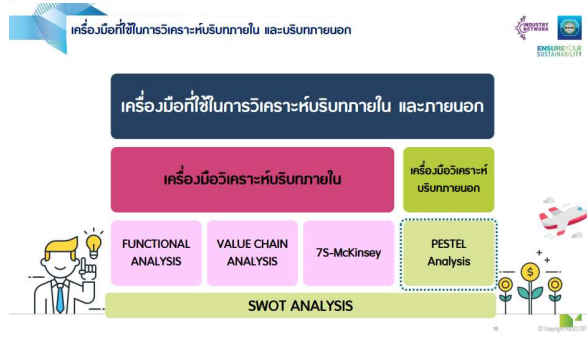 เครื่องมือที่ใช้ในการวิเคราะห์บริบทภายใน และบริบทภายนอก
INDUSTRY
NETWORK
ENSURE YOUR
SUSTAINABILITY
เครื่องมือที่ใช้ในการวิเคราะห์บริบทภายใน และภายนอก
เครื่องมือวิเคราะห์บริบทภายใน
เครื่องมือวิเคราะห์
บริบทภายนอก
FUNCTIONAL
ANALYSIS
VALUE CHAIN
ANALYSIS
7S-McKinsey
PESTEL
Analysis
SWOT ANALYSIS
© Copyright